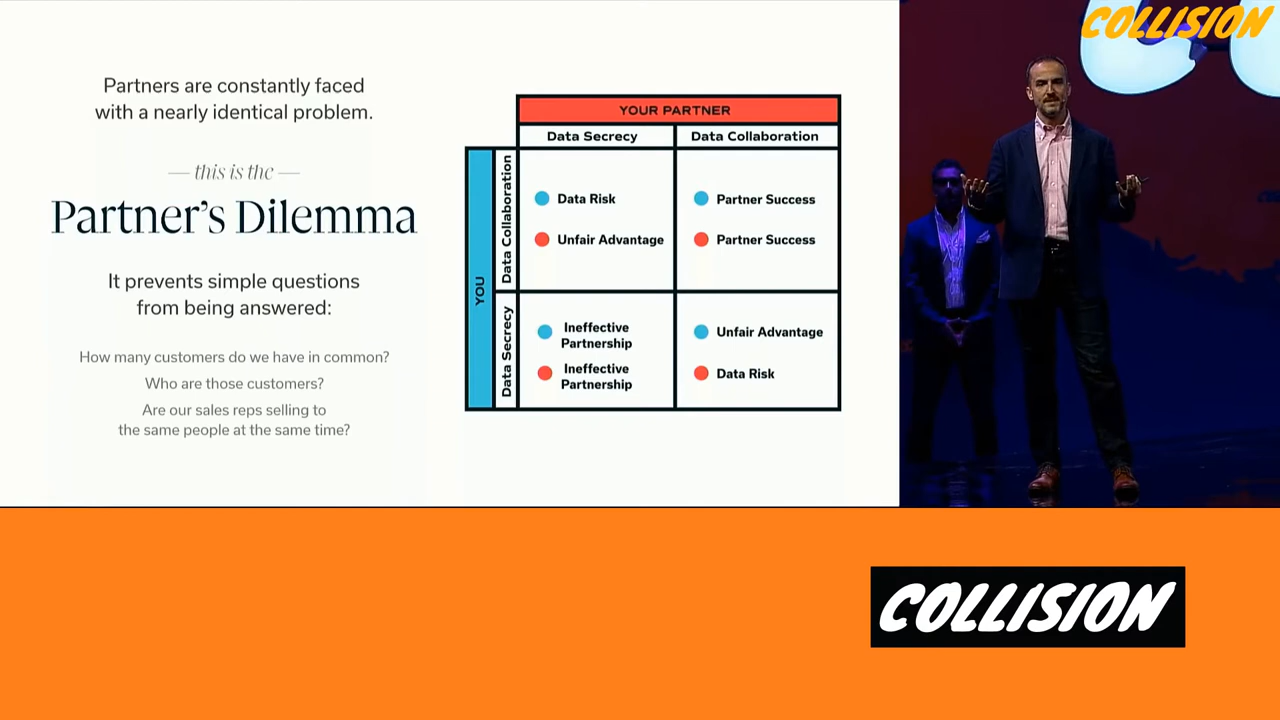 Partners are constantly faced
with a nearly identical problem.
this is the
Partner's Dilemma
It prevents simple questions
from being answered:
How many customers do we have in common?
Who are those customers?
Are our sales reps selling to
the same people at the same time?
YOUR PARTNER
Data Secrecy
Data Collaboration
YOU
Data Collaboration
Data Risk
Unfair Advantage
Partner Success
Partner Success
Data Secrecy
Ineffective
Partnership
Ineffective
Partnership
Unfair Advantage
Data Risk
COLLISION
COLLISION